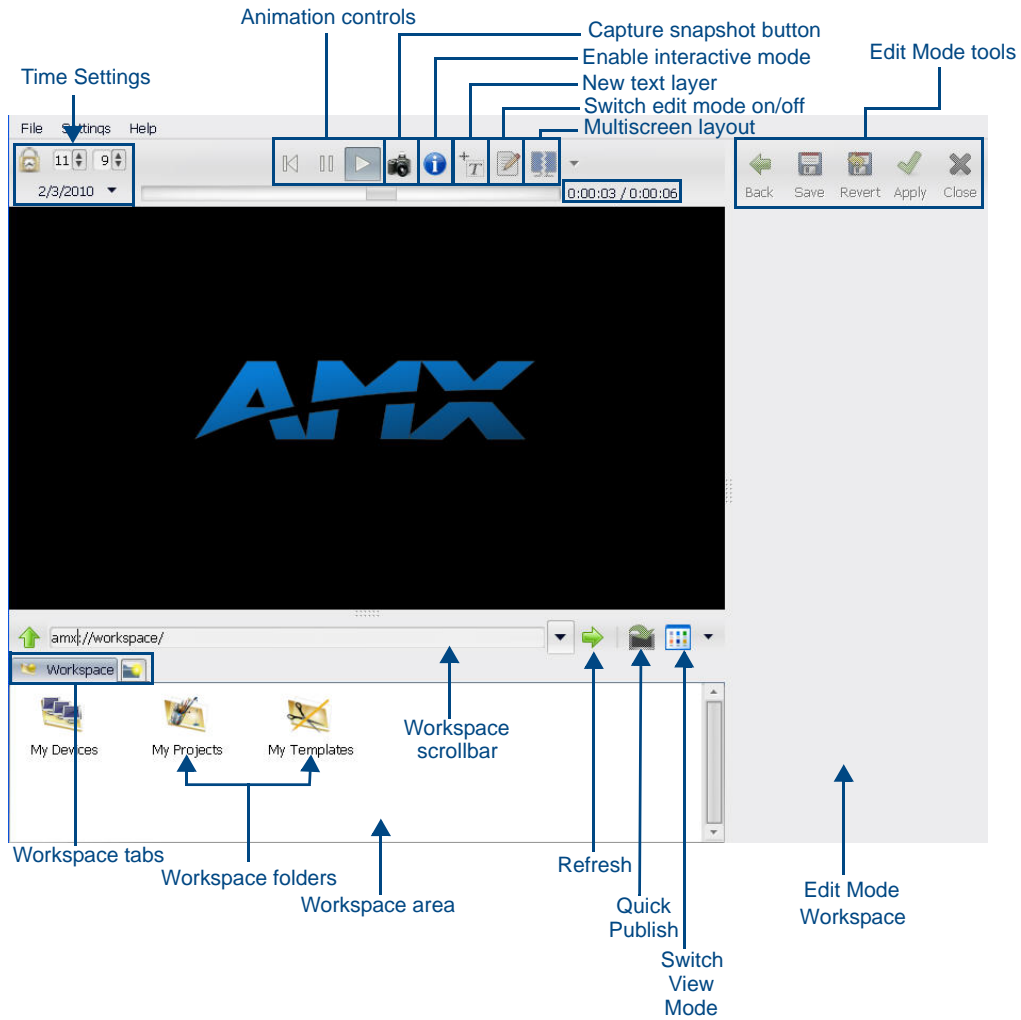 Animation controls
Capture snapshot button
Enable interactive mode
Edit Mode tools
New text layer
Time Settings
Switch edit mode on/off
Multiscreen layout
File Settings Help
11 9
2/3/2010
0:00:03 / 0:00:06
Back Save Revert Apply Close
AMX
amx://workspace/
Workspace
My Devices My Projects My Templates
Workspace
scrollbar
Workspace tabs
Workspace folders
Workspace area
Refresh
Quick
Publish
Switch
View
Mode
Edit Mode
Workspace